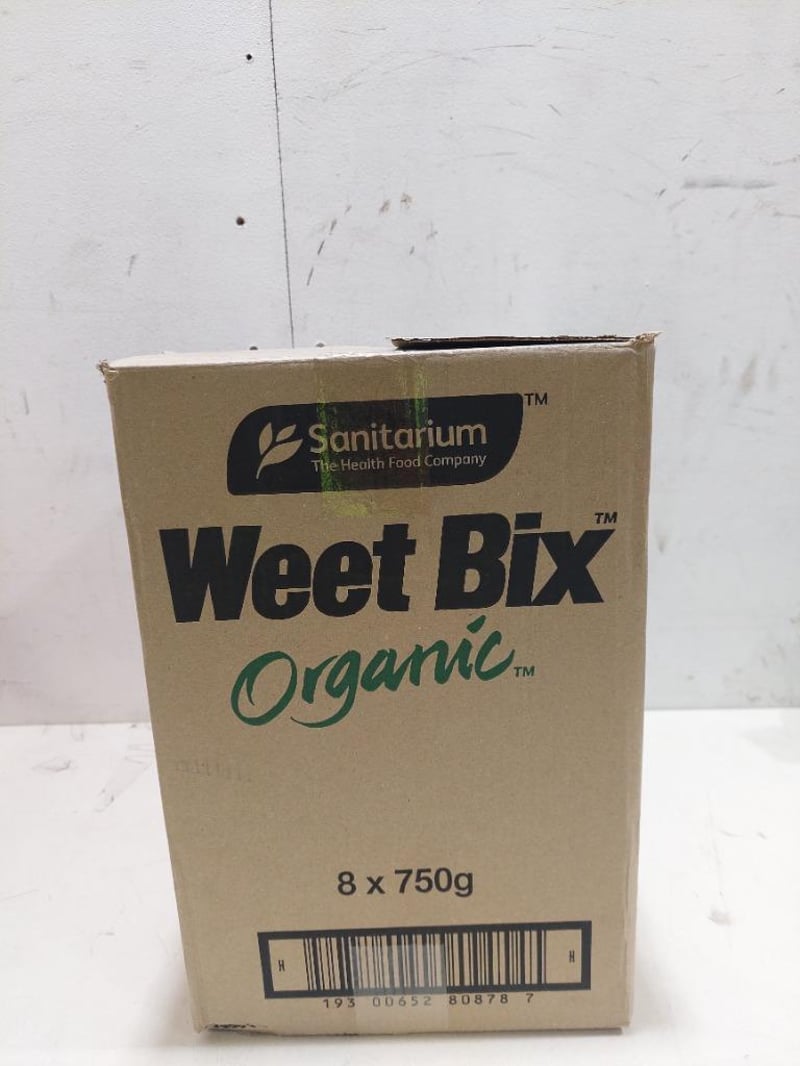 Sanitarium™
The Health Food Company
Weet Bix™
Organic™
8 x 750g
H H
193 00652 80878 7